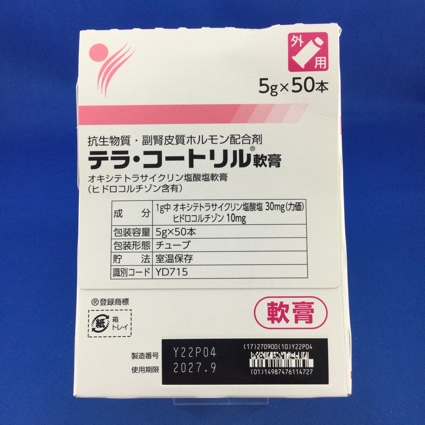 外用
5g×50本
抗生物質・副腎皮質ホルモン配合剤
テラ・コートリル®軟膏
オキシテトラサイクリン塩酸塩軟膏
(ヒドロコルチゾン含有)
成分 1g中 オキシテトラサイクリン塩酸塩 30mg(力価)
ヒドロコルチゾン 10mg
包装容量 5g×50本
包装形態 チューブ
貯法 室温保存
識別コード YD715
®登録商標
紙 箱
トレイ
軟膏
製造番号 Y22P04
使用期限 2027.9
(17)270900(10)Y22P04
(01)14987476114727